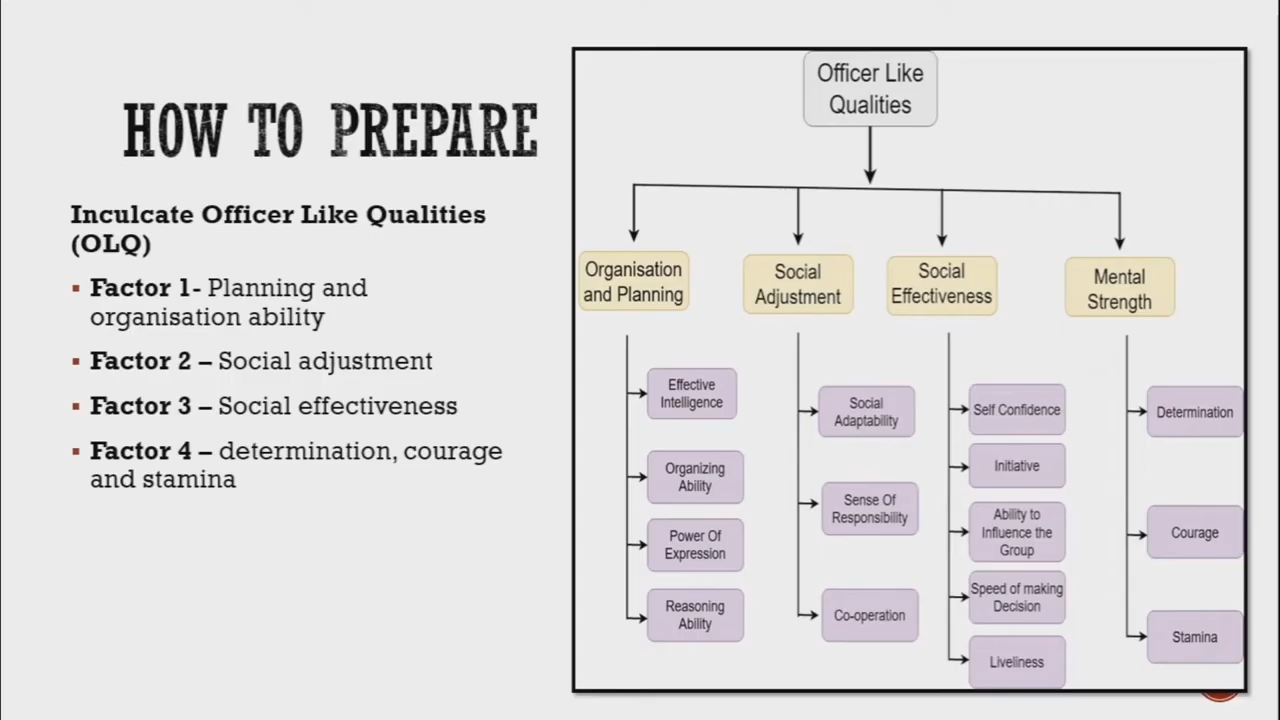 HOW TO PREPARE
Inculcate Officer Like Qualities
(OLQ)
Factor 1- Planning and
organisation ability
Factor 2 – Social adjustment
Factor 3 – Social effectiveness
Factor 4 – determination, courage
and stamina
Officer Like
Qualities
Organisation
and Planning
Effective
Intelligence
Organizing
Ability
Power Of
Expression
Reasoning
Ability
Social
Adjustment
Social
Adaptability
Sense Of
Responsibility
Co-operation
Social
Effectiveness
Self Confidence
Initiative
Ability to
Influence the
Group
Speed of making
Decision
Liveliness
Mental
Strength
Determination
Courage
Stamina